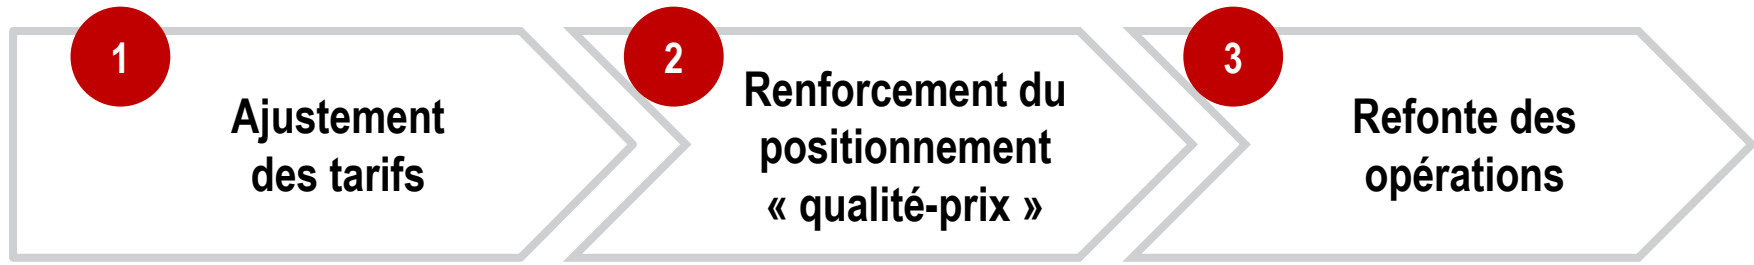 1
Ajustement
des tarifs
2
Renforcement du
positionnement
« qualité-prix »
3
Refonte des
opérations